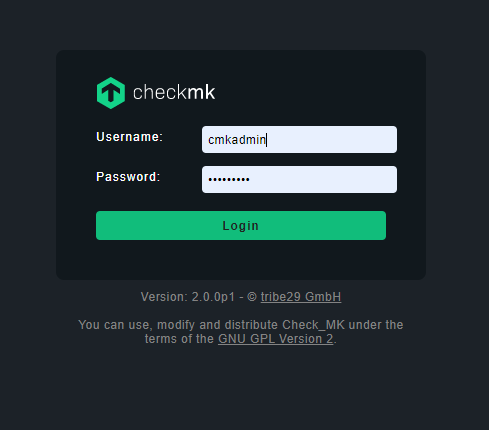 checkmk
Username: cmkadmin
Password: •••••••••
Login
Version: 2.0.0p1 - © tribe29 GmbH
You can use, modify and distribute Check_MK under the
terms of the GNU GPL Version 2.